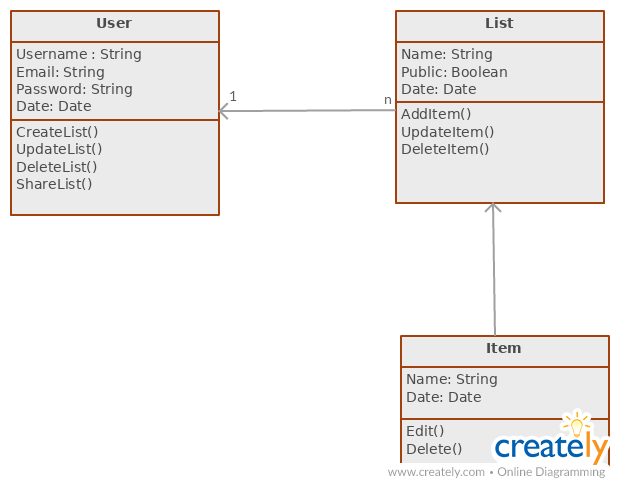 User
Username : String
Email: String
Password: String
Date: Date
CreateList()
UpdateList()
DeleteList()
ShareList()
1
n
List
Name: String
Public: Boolean
Date: Date
AddItem()
UpdateItem()
DeleteItem()
Item
Name: String
Date: Date
Edit()
Delete()
creately
www.creately.com • Online Diagramming